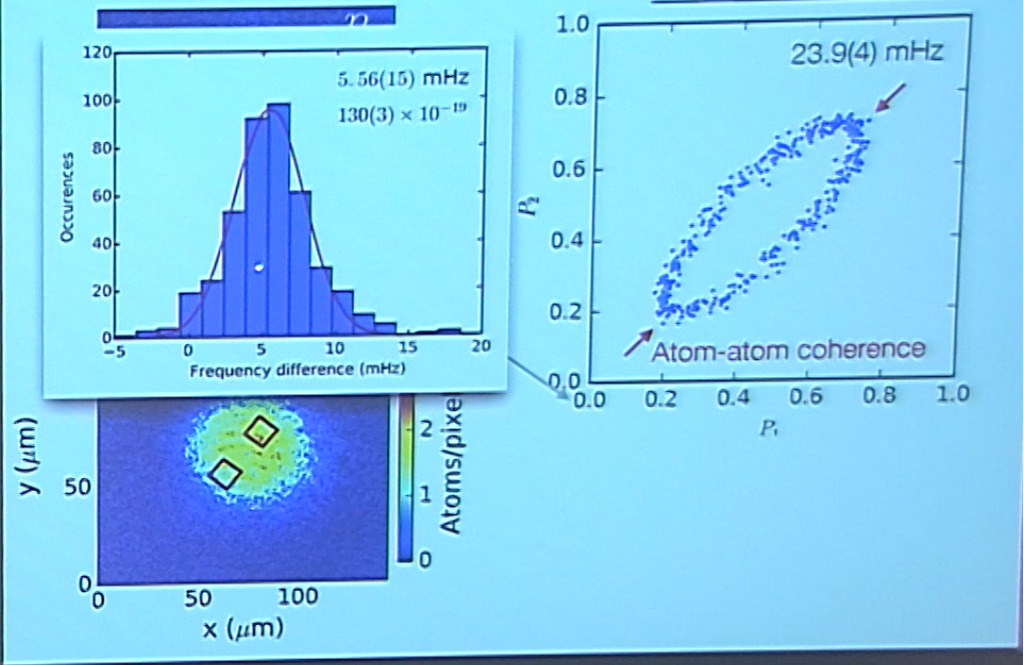 120
100
80
60
40
20
0
Occurences
−5 0 5 10 15 20
Frequency difference (mHz)
5.56(15) mHz
130(3) × 10⁻¹⁹
1.0
0.8
0.6
0.4
0.2
0.0
P₂
23.9(4) mHz
Atom-atom coherence
0.0 0.2 0.4 0.6 0.8 1.0
P₁
y (μm)
50
0
0 50 100
x (μm)
2
1
0
Atoms/pixe